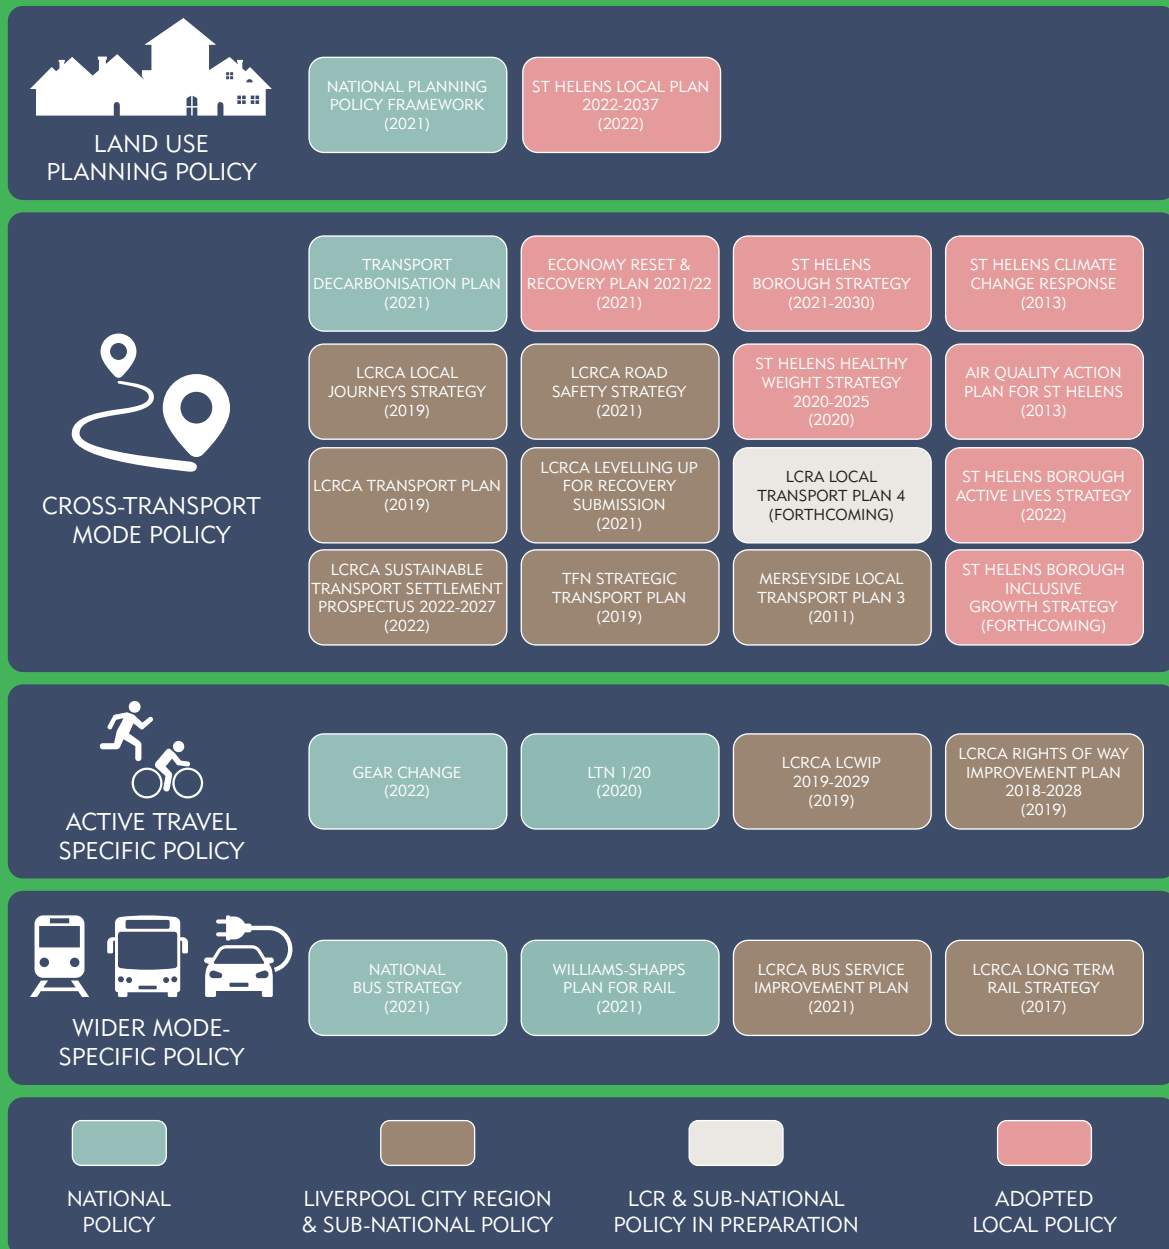 LAND USE
PLANNING POLICY
NATIONAL PLANNING
POLICY FRAMEWORK
(2021)
ST HELENS LOCAL PLAN
2022-2037
(2022)
CROSS-TRANSPORT
MODE POLICY
TRANSPORT
DECARBONISATION PLAN
(2021)
ECONOMY RESET &
RECOVERY PLAN 2021/22
(2021)
ST HELENS
BOROUGH STRATEGY
(2021-2030)
ST HELENS CLIMATE
CHANGE RESPONSE
(2013)
LCRCA LOCAL
JOURNEYS STRATEGY
(2019)
LCRCA ROAD
SAFETY STRATEGY
(2021)
ST HELENS HEALTHY
WEIGHT STRATEGY
2020-2025
(2020)
AIR QUALITY ACTION
PLAN FOR ST HELENS
(2013)
LCRCA TRANSPORT PLAN
(2019)
LCRCA LEVELLING UP
FOR RECOVERY
SUBMISSION
(2021)
LCRA LOCAL
TRANSPORT PLAN 4
(FORTHCOMING)
ST HELENS BOROUGH
ACTIVE LIVES STRATEGY
(2022)
LCRCA SUSTAINABLE
TRANSPORT SETTLEMENT
PROSPECTUS 2022-2027
(2022)
TFN STRATEGIC
TRANSPORT PLAN
(2019)
MERSEYSIDE LOCAL
TRANSPORT PLAN 3
(2011)
ST HELENS BOROUGH
INCLUSIVE
GROWTH STRATEGY
(FORTHCOMING)
ACTIVE TRAVEL
SPECIFIC POLICY
GEAR CHANGE
(2022)
LTN 1/20
(2020)
LCRCA LCWIP
2019-2029
(2019)
LCRCA RIGHTS OF WAY
IMPROVEMENT PLAN
2018-2028
(2019)
WIDER MODE-
SPECIFIC POLICY
NATIONAL
BUS STRATEGY
(2021)
WILLIAMS-SHAPPS
PLAN FOR RAIL
(2021)
LCRCA BUS SERVICE
IMPROVEMENT PLAN
(2021)
LCRCA LONG TERM
RAIL STRATEGY
(2017)
NATIONAL
POLICY
LIVERPOOL CITY REGION
& SUB-NATIONAL POLICY
LCR & SUB-NATIONAL
POLICY IN PREPARATION
ADOPTED
LOCAL POLICY